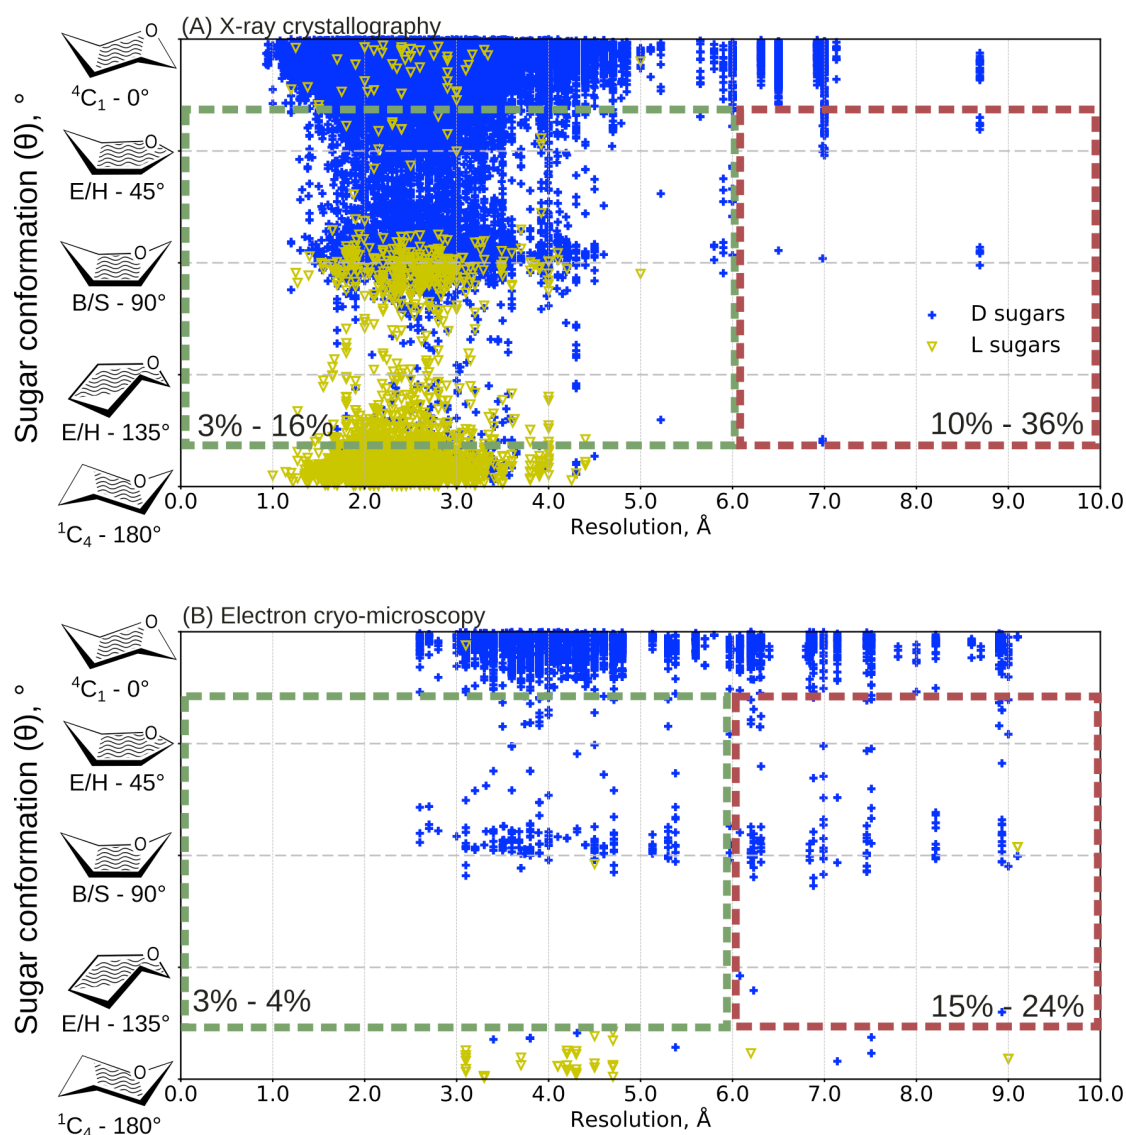 (A) X-ray crystallography
Sugar conformation (θ), °
O
⁴C₁ - 0°
O
E/H - 45°
O
B/S - 90°
O
E/H - 135°
O
¹C₄ - 180°
D sugars
L sugars
3% - 16%
10% - 36%
0.0 1.0 2.0 3.0 4.0 5.0 6.0 7.0 8.0 9.0 10.0
Resolution, Å
(B) Electron cryo-microscopy
Sugar conformation (θ), °
O
⁴C₁ - 0°
O
E/H - 45°
O
B/S - 90°
O
E/H - 135°
O
¹C₄ - 180°
3% - 4%
15% - 24%
0.0 1.0 2.0 3.0 4.0 5.0 6.0 7.0 8.0 9.0 10.0
Resolution, Å